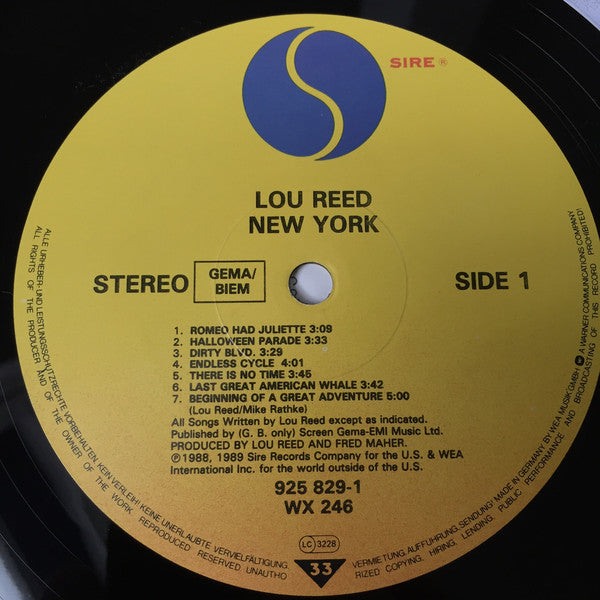 SIRE ®
LOU REED
NEW YORK
STEREO
GEMA/
BIEM
SIDE 1
1. ROMEO HAD JULIETTE 3:09
2. HALLOWEEN PARADE 3:33
3. DIRTY BLVD. 3:29
4. ENDLESS CYCLE 4:01
5. THERE IS NO TIME 3:45
6. LAST GREAT AMERICAN WHALE 3:42
7. BEGINNING OF A GREAT ADVENTURE 5:00
(Lou Reed/Mike Rathke)
All Songs Written by Lou Reed except as indicated.
Published by (G. B. only) Screen Gema-EMI Music Ltd.
PRODUCED BY LOU REED AND FRED MAHER.
℗ 1988, 1989 Sire Records Company for the U.S. & WEA
International Inc. for the world outside of the U.S.
925 829-1
WX 246
LC 3228
33
ALLE URHEBER- UND LEISTUNGSSCHUTZRECHTE VORBEHALTEN. KEIN VERLEIH! KEINE UNERLAUBTE VERVIELFÄLTIGUNG,
VERMIETUNG, AUFFÜHRUNG, SENDUNG! MADE IN GERMANY BY WEA MUSIK GMBH. A WARNER COMMUNICATIONS COMPANY
ALL RIGHTS OF THE PRODUCER AND OF THE OWNER OF THE WORK REPRODUCED RESERVED. UNAUTHO
RIZED COPYING, HIRING, LENDING, PUBLIC PERFORMANCE AND BROADCASTING OF THIS RECORD PROHIBITED!